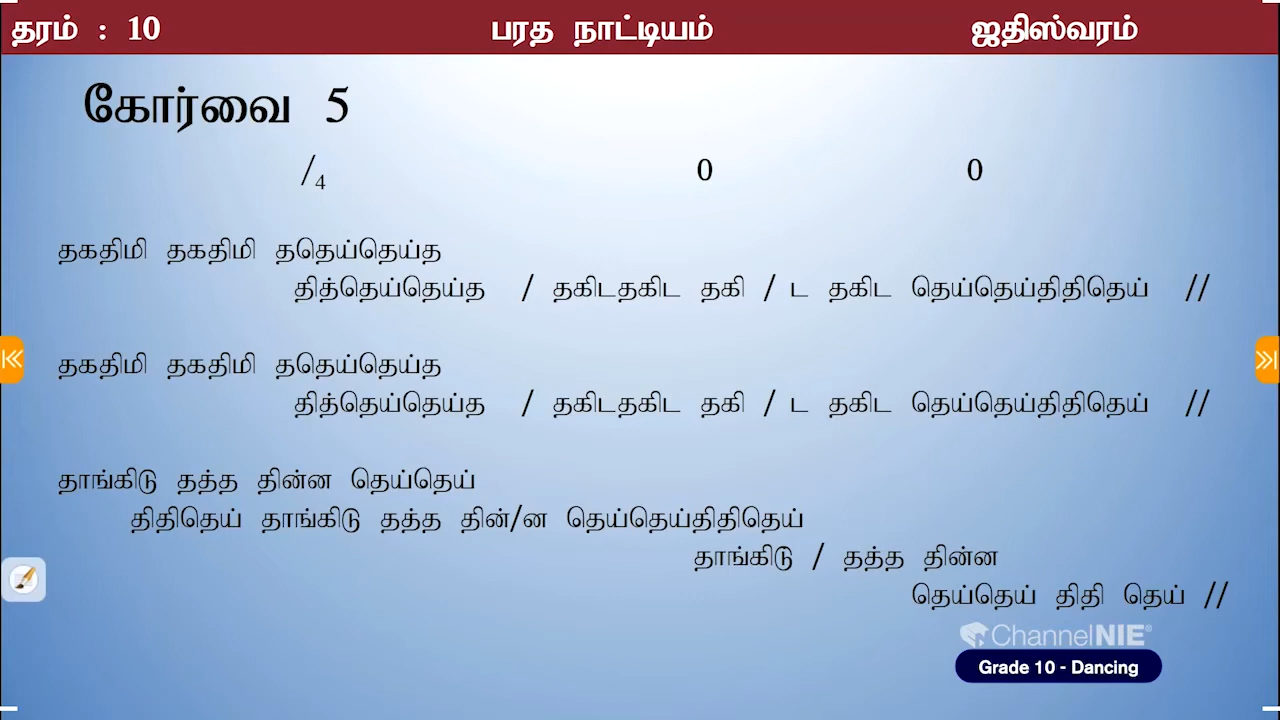 தரம் : 10 பரத நாட்டியம் ஜதிஸ்வரம்
கோர்வை 5
/4 0 0
தகதிமி தகதிமி ததெய்தெய்த
தித்தெய்தெய்த / தகிடதகிட தகி / ட தகிட தெய்தெய்திதிதெய் //
தகதிமி தகதிமி ததெய்தெய்த
தித்தெய்தெய்த / தகிடதகிட தகி / ட தகிட தெய்தெய்திதிதெய் //
தாங்கிடு தத்த தின்ன தெய்தெய்
திதிதெய் தாங்கிடு தத்த தின்/ன தெய்தெய்திதிதெய்
தாங்கிடு / தத்த தின்ன
தெய்தெய் திதி தெய் //
ChannelNIE®
Grade 10 - Dancing